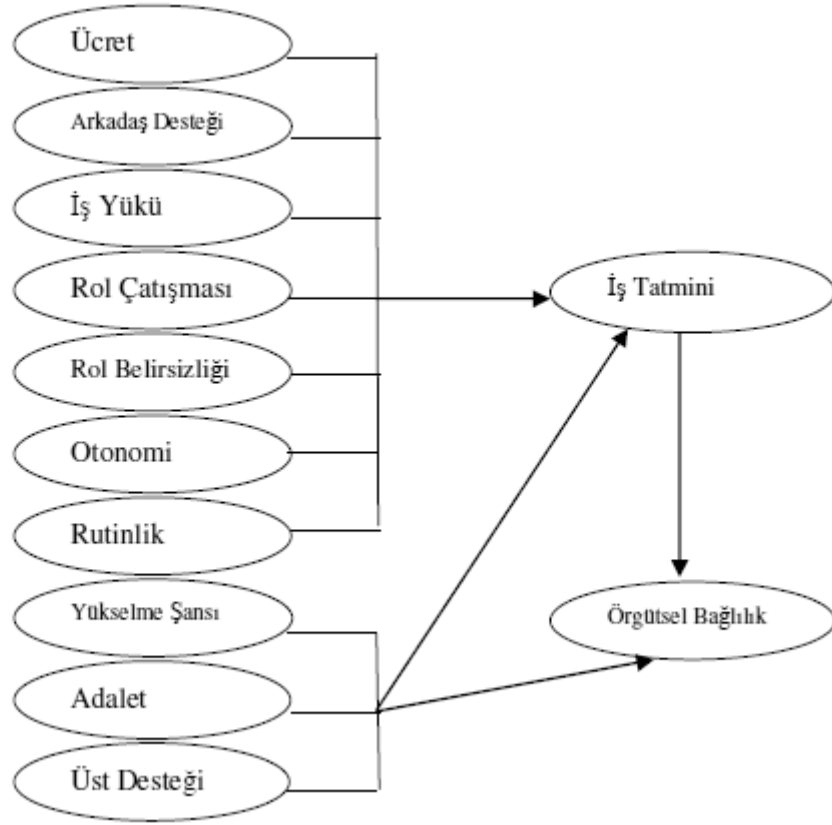 Ücret
Arkadaş Desteği
İş Yükü
Rol Çatışması
Rol Belirsizliği
Otonomi
Rutinlik
Yükselme Şansı
Adalet
Üst Desteği
İş Tatmini
Örgütsel Bağlılık